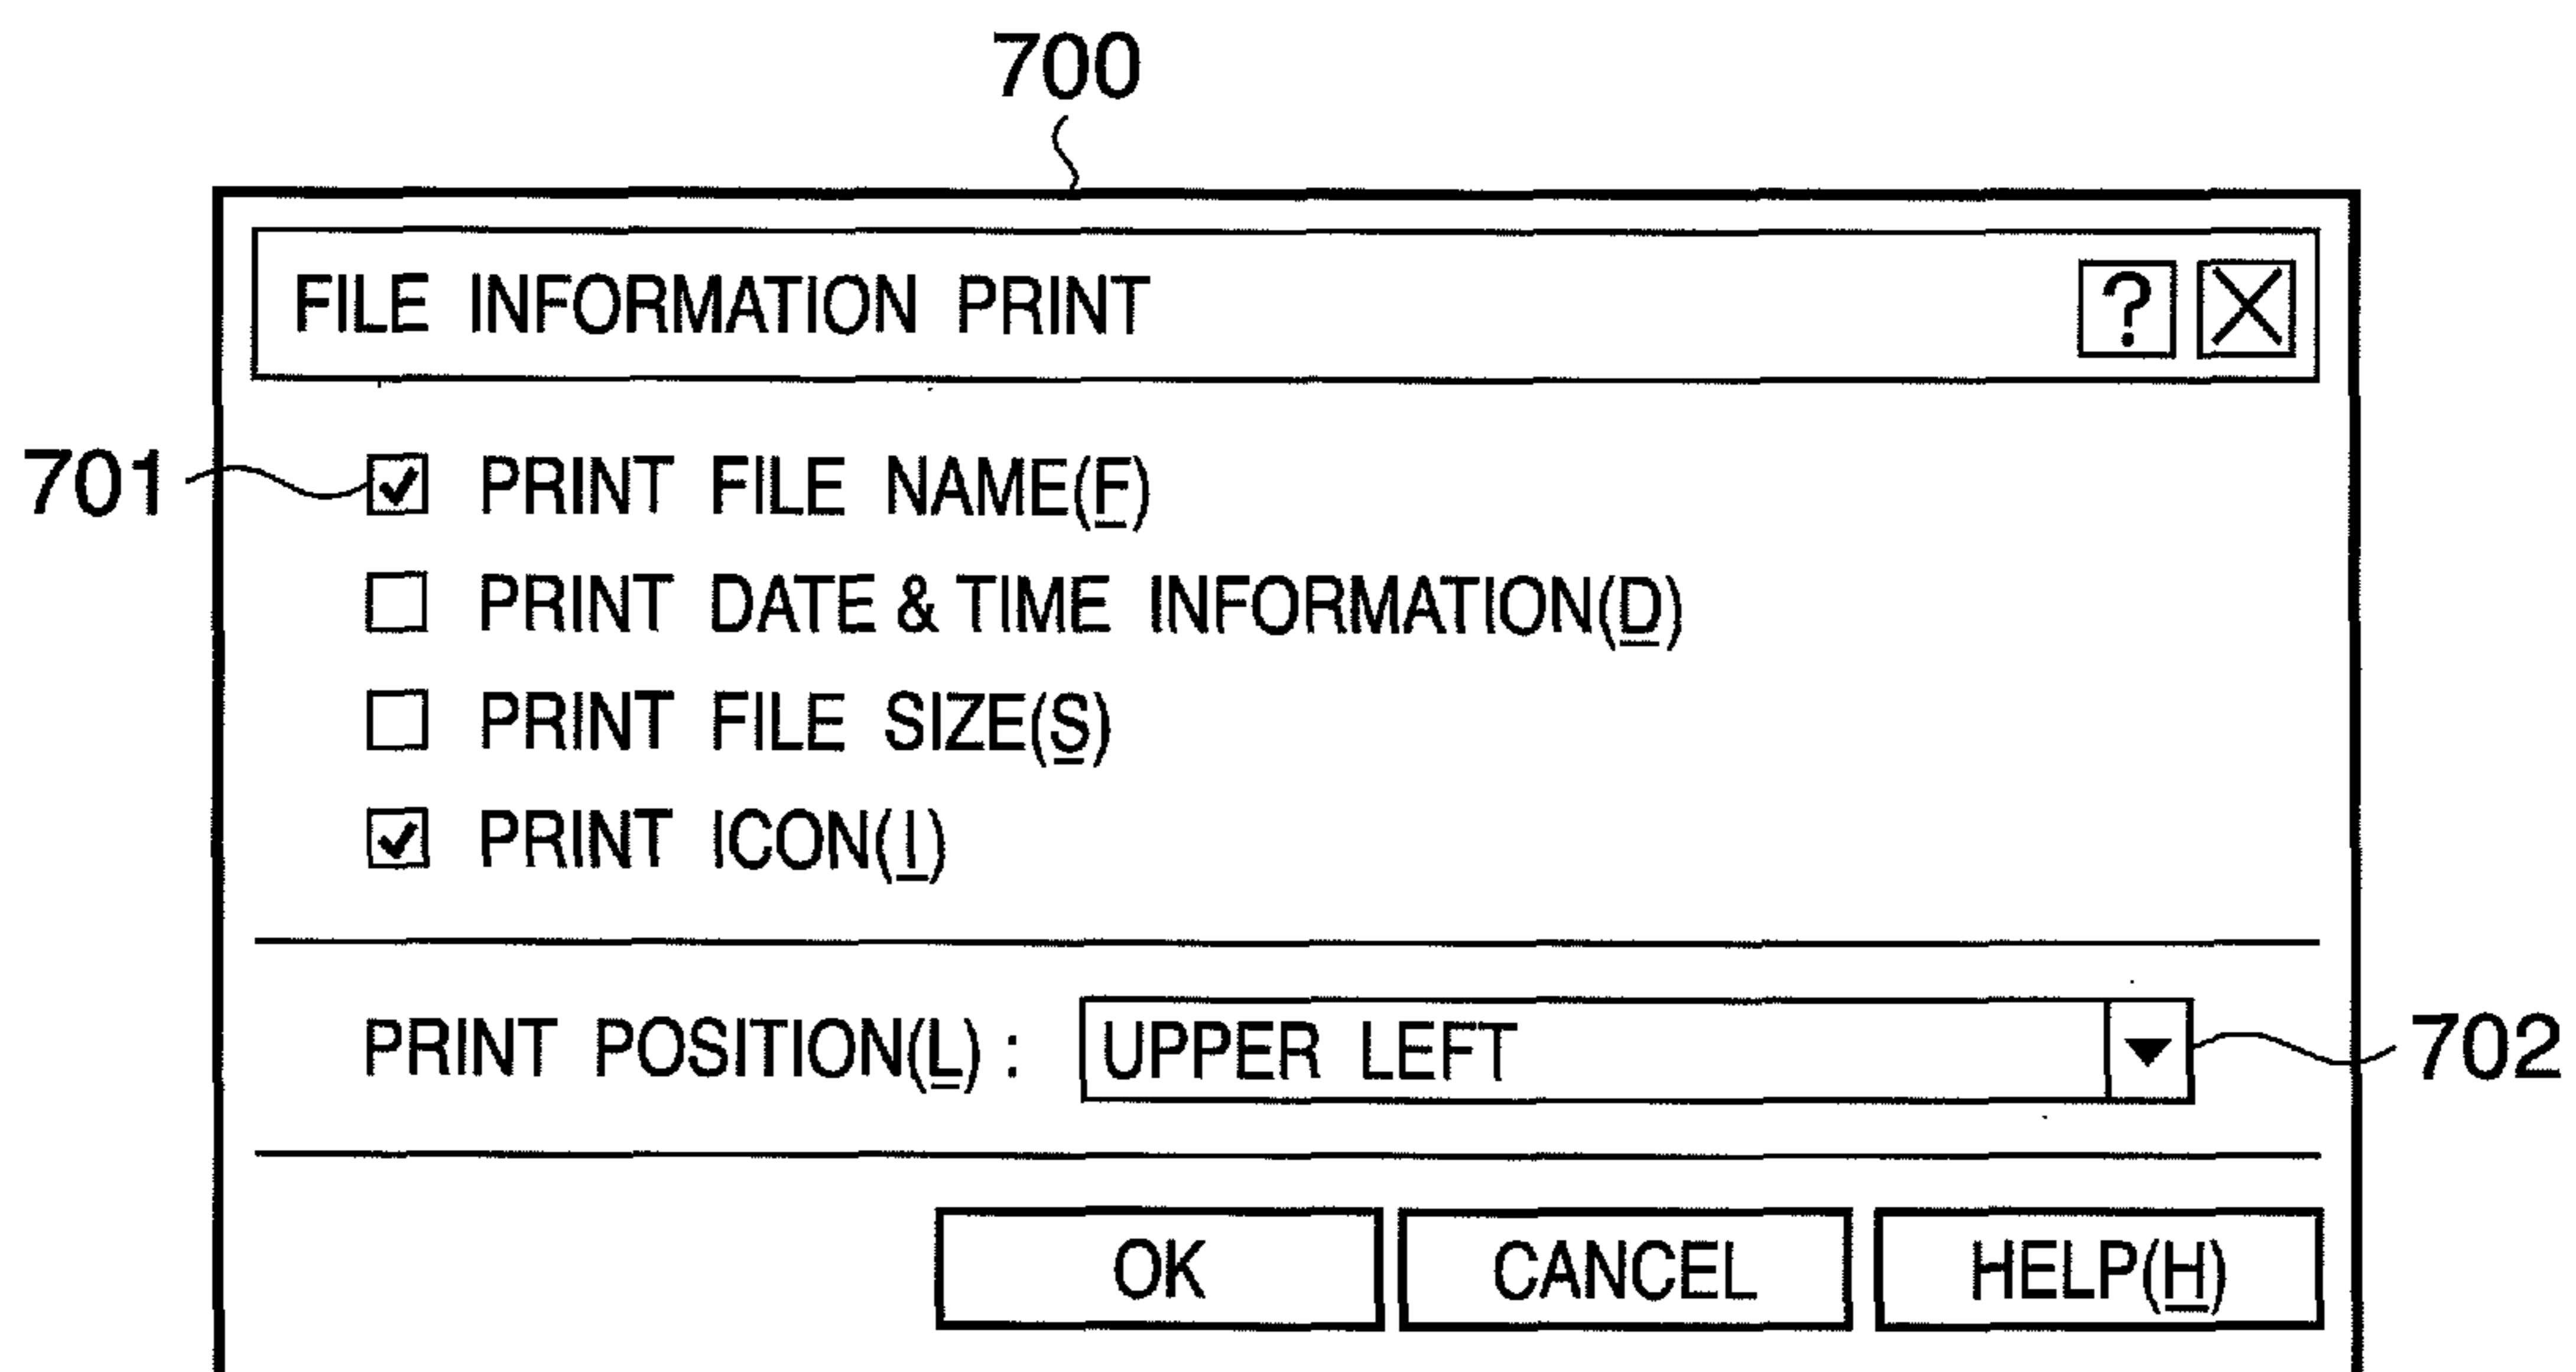 700
FILE INFORMATION PRINT ?
701 PRINT FILE NAME(F)
PRINT DATE & TIME INFORMATION(D)
PRINT FILE SIZE(S)
PRINT ICON(I)
PRINT POSITION(L) : UPPER LEFT 702
OK CANCEL HELP(H)